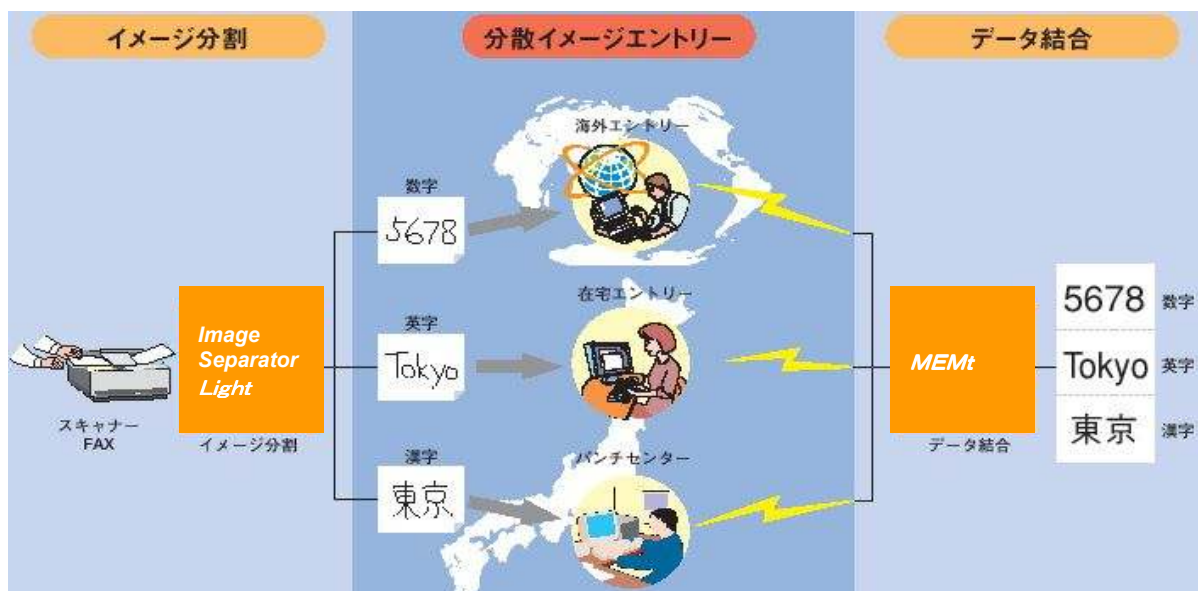 イメージ分割
分散イメージエントリー
データ結合
スキャナー
FAX
Image
Separator
Light
イメージ分割
数字
5678
英字
Tokyo
漢字
東京
海外エントリー
在宅エントリー
パンチセンター
MEMt
データ結合
5678 数字
Tokyo 英字
東京 漢字